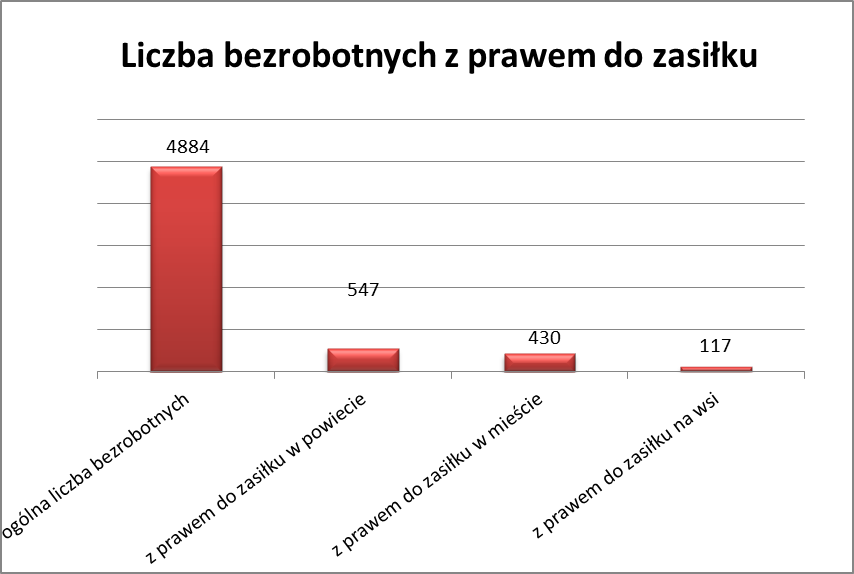 Liczba bezrobotnych z prawem do zasiłku
4884
547
430
117
ogólna liczba bezrobotnych
z prawem do zasiłku w powiecie
z prawem do zasiłku w mieście
z prawem do zasiłku na wsi